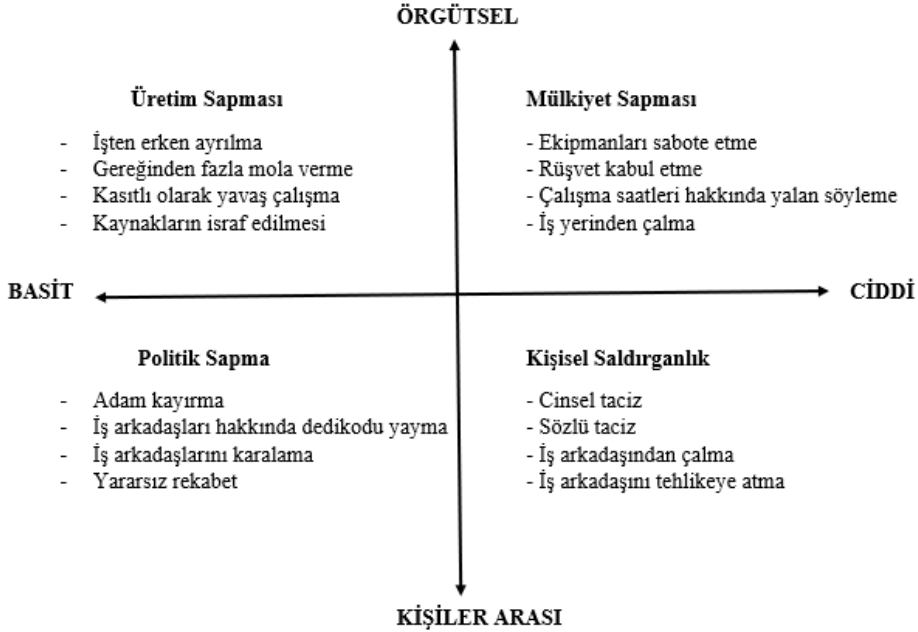 ÖRGÜTSEL
Üretim Sapması
- İşten erken ayrılma
- Gereğinden fazla mola verme
- Kasıtlı olarak yavaş çalışma
- Kaynakların israf edilmesi
Mülkiyet Sapması
- Ekipmanları sabote etme
- Rüşvet kabul etme
- Çalışma saatleri hakkında yalan söyleme
- İş yerinden çalma
BASİT
CİDDİ
Politik Sapma
- Adam kayırma
- İş arkadaşları hakkında dedikodu yayma
- İş arkadaşlarını karalama
- Yararsız rekabet
Kişisel Saldırganlık
- Cinsel taciz
- Sözlü taciz
- İş arkadaşından çalma
- İş arkadaşını tehlikeye atma
KİŞİLER ARASI